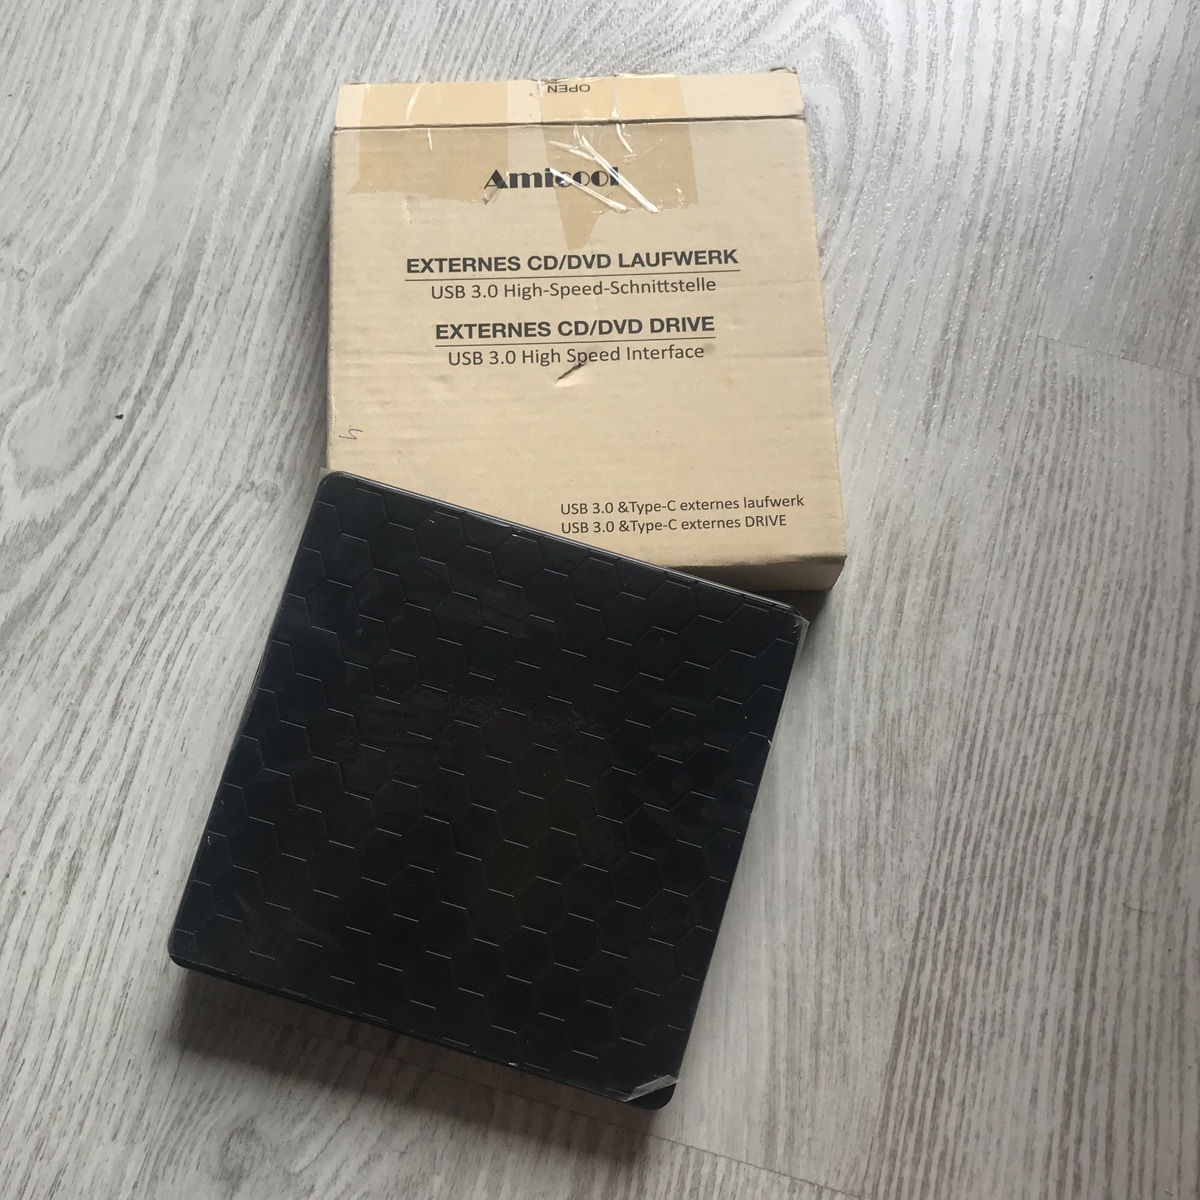 OPEN
Amicool
EXTERNES CD/DVD LAUFWERK
USB 3.0 High-Speed-Schnittstelle
EXTERNES CD/DVD DRIVE
USB 3.0 High Speed Interface
USB 3.0 &Type-C externes laufwerk
USB 3.0 &Type-C externes DRIVE